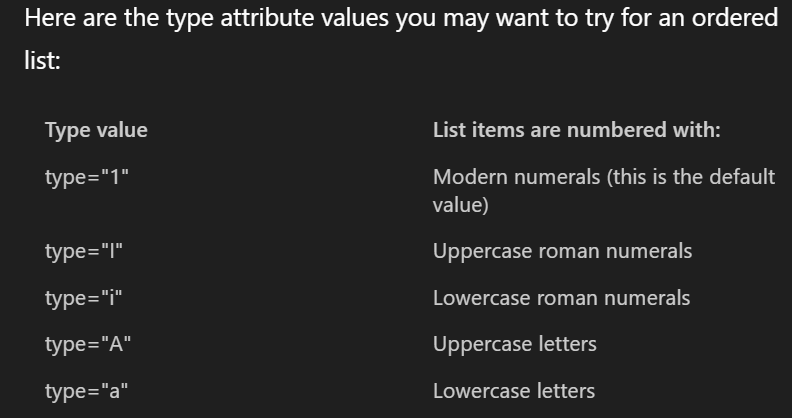 Here are the type attribute values you may want to try for an ordered
list:
Type value List items are numbered with:
type="1" Modern numerals (this is the default
value)
type="I" Uppercase roman numerals
type="i" Lowercase roman numerals
type="A" Uppercase letters
type="a" Lowercase letters